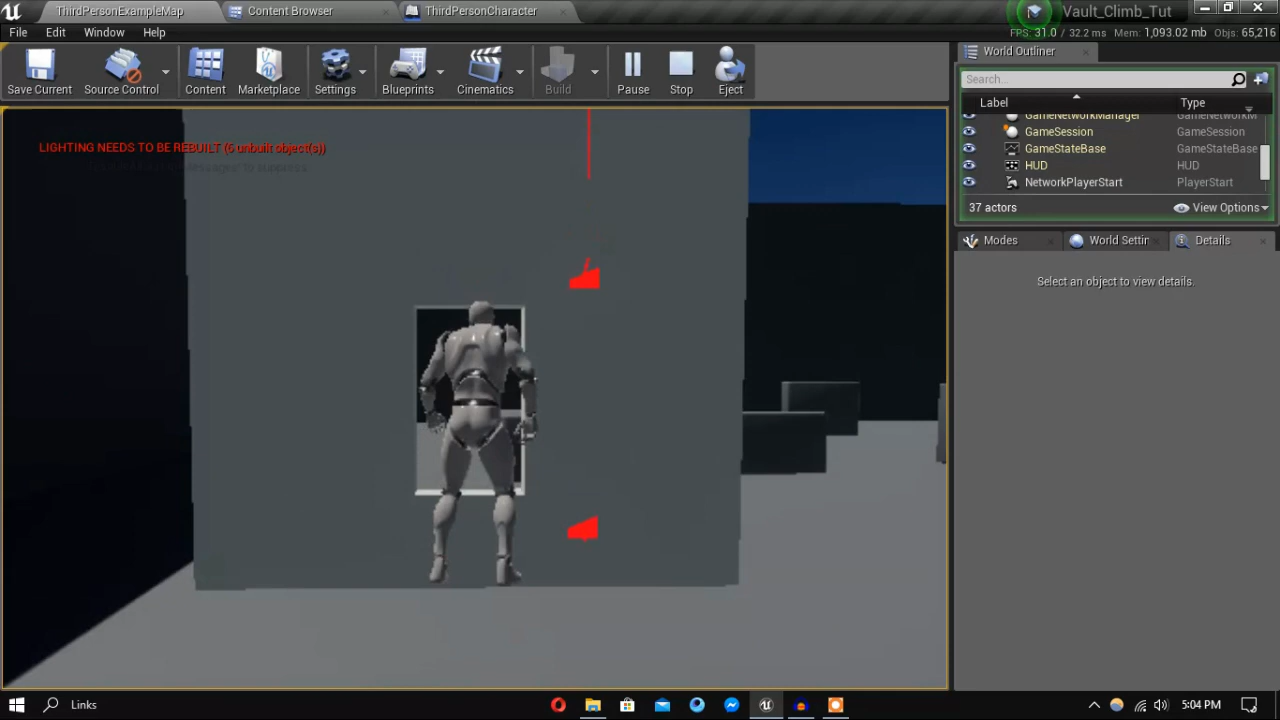 ThirdPersonExampleMap
Content Browser
ThirdPersonCharacter
Vault_Climb_Tut
File Edit Window Help
FPS: 31.0 / 32.2 ms Mem: 1,093.02 mb Objs: 65,216
Save Current
Source Control
Content
Marketplace
Settings
Blueprints
Cinematics
Build
Pause
Stop
Eject
World Outliner
Search...
Label Type
GameNetworkManager GameNetworkM
GameSession GameSession
GameStateBase GameStateBase
HUD HUD
NetworkPlayerStart PlayerStart
37 actors View Options
Modes World Settin Details
Select an object to view details.
LIGHTING NEEDS TO BE REBUILT (6 unbuilt object(s))
to suppress
Links
5:04 PM